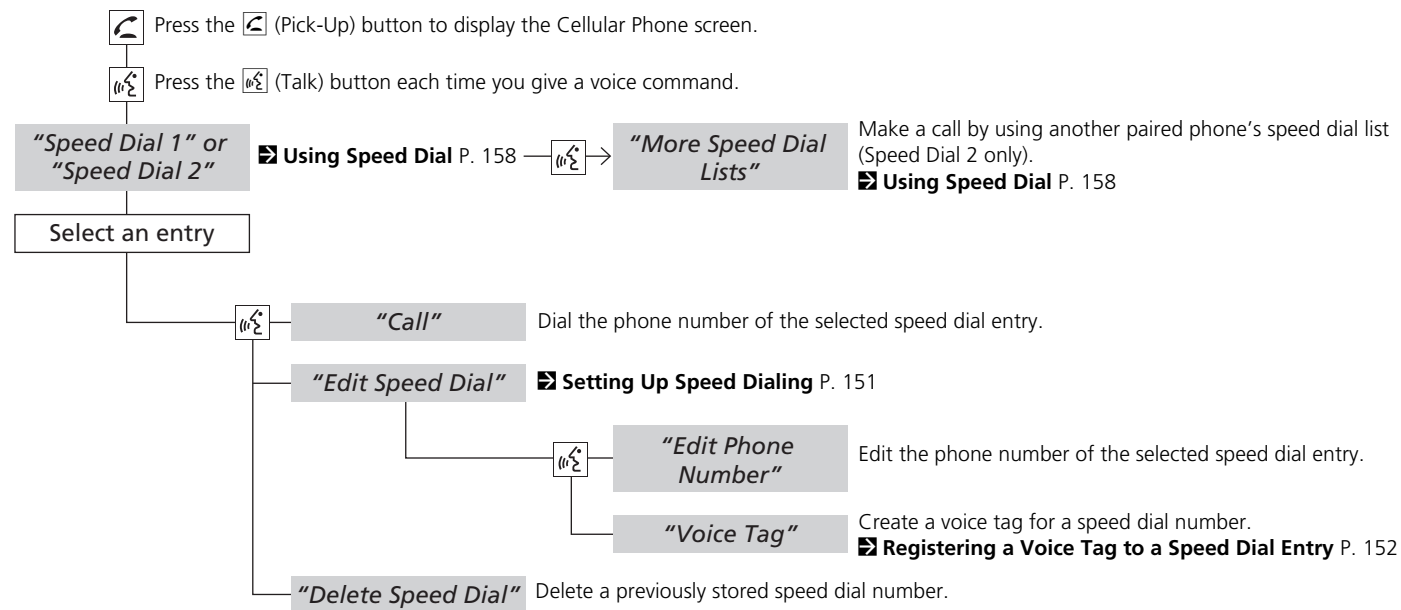 Press the (Pick-Up) button to display the Cellular Phone screen.
Press the (Talk) button each time you give a voice command.
"Speed Dial 1" or
"Speed Dial 2"
Using Speed Dial P. 158
"More Speed Dial
Lists"
Make a call by using another paired phone's speed dial list
(Speed Dial 2 only).
Using Speed Dial P. 158
Select an entry
"Call"
Dial the phone number of the selected speed dial entry.
"Edit Speed Dial"
Setting Up Speed Dialing P. 151
"Edit Phone
Number"
Edit the phone number of the selected speed dial entry.
"Voice Tag"
Create a voice tag for a speed dial number.
Registering a Voice Tag to a Speed Dial Entry P. 152
"Delete Speed Dial"
Delete a previously stored speed dial number.